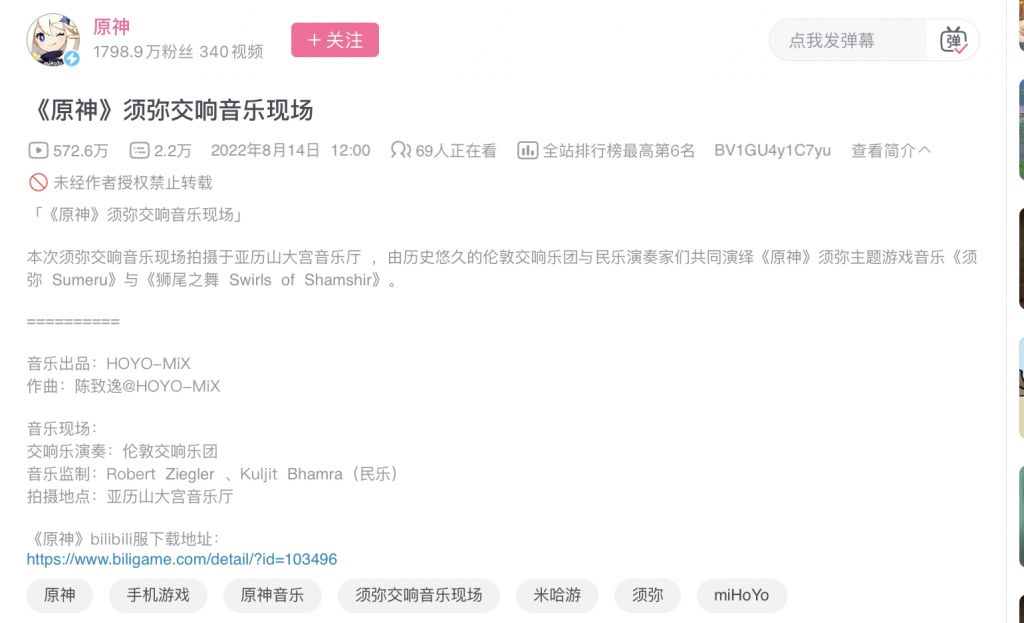 原神
1798.9万粉丝 340视频
+ 关注
点我发弹幕
弹
《原神》须弥交响音乐现场
572.6万 2.2万 2022年8月14日 12:00 69人正在看 全站排行榜最高第6名 BV1GU4y1C7yu 查看简介
未经作者授权禁止转载
「《原神》须弥交响音乐现场」
本次须弥交响音乐现场拍摄于亚历山大宫音乐厅 ，由历史悠久的伦敦交响乐团与民乐演奏家们共同演绎《原神》须弥主题游戏音乐《须
弥 Sumeru》与《狮尾之舞 Swirls of Shamshir》。
==========
音乐出品：HOYO-MiX
作曲：陈致逸@HOYO-MiX
音乐现场：
交响乐演奏：伦敦交响乐团
音乐监制：Robert Ziegler 、Kuljit Bhamra（民乐）
拍摄地点：亚历山大宫音乐厅
《原神》bilibili服下载地址：
https://www.biligame.com/detail/?id=103496
原神 手机游戏 原神音乐 须弥交响音乐现场 米哈游 须弥 miHoYo